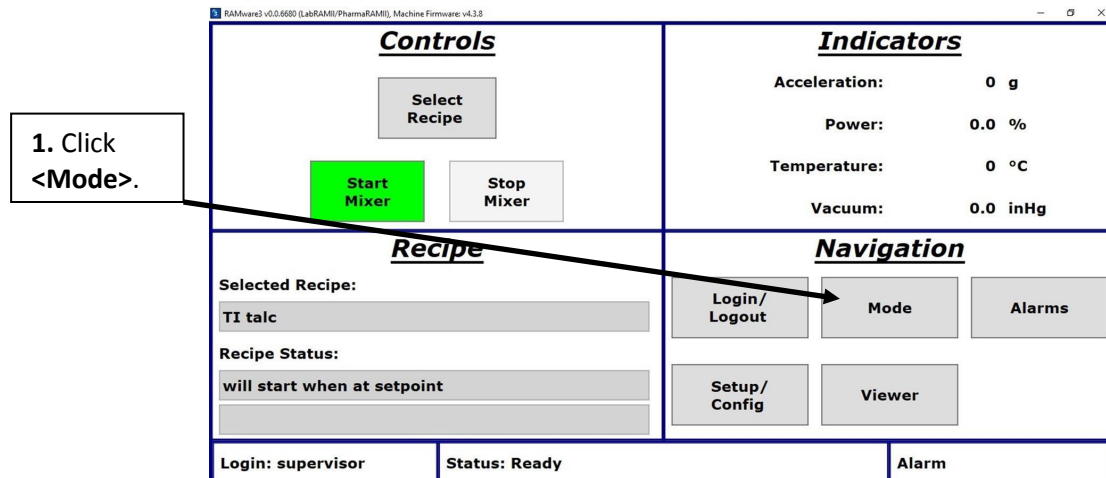 RAMware3 v0.0.6680 (LabRAMII/PharmaRAMII), Machine Firmware: v4.3.8
1. Click
<Mode>.
Controls
Select
Recipe
Start
Mixer
Stop
Mixer
Indicators
Acceleration: 0 g
Power: 0.0 %
Temperature: 0 °C
Vacuum: 0.0 inHg
Recipe
Selected Recipe:
TI talc
Recipe Status:
will start when at setpoint
Navigation
Login/
Logout
Mode
Alarms
Setup/
Config
Viewer
Login: supervisor
Status: Ready
Alarm